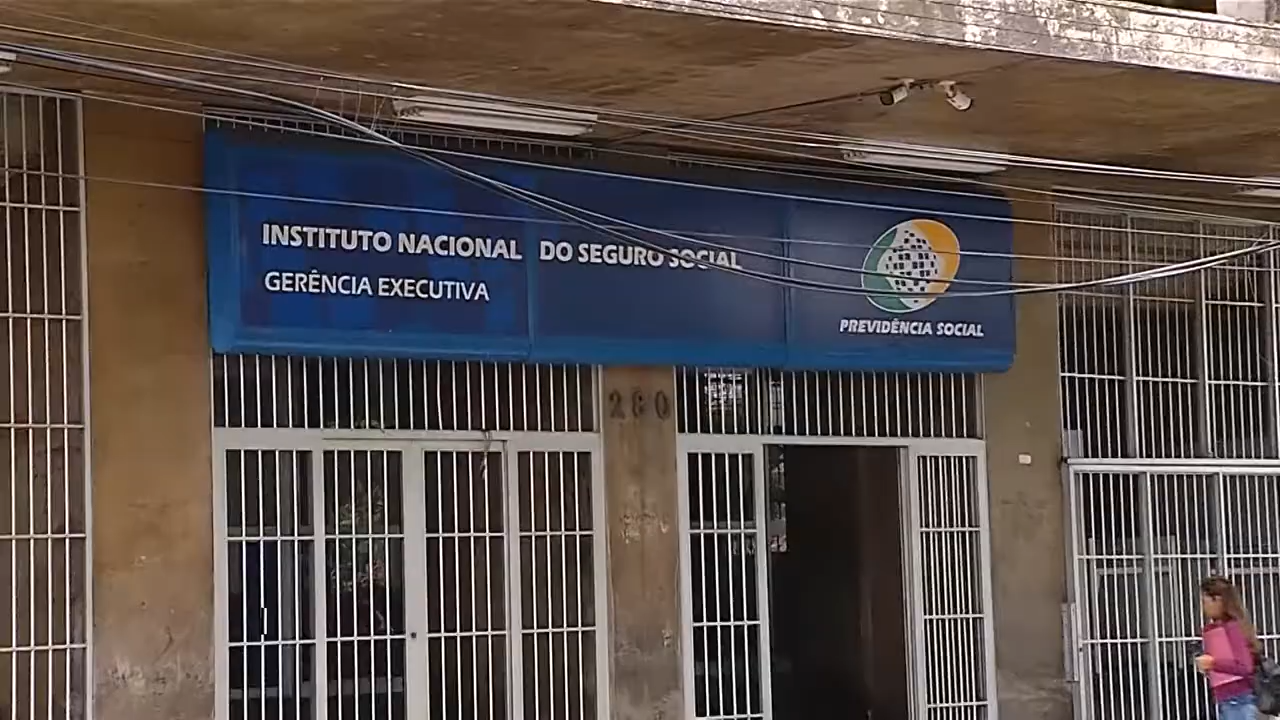 INSTITUTO NACIONAL DO SEGURO SOCIAL
GERÊNCIA EXECUTIVA
PREVIDÊNCIA SOCIAL
280